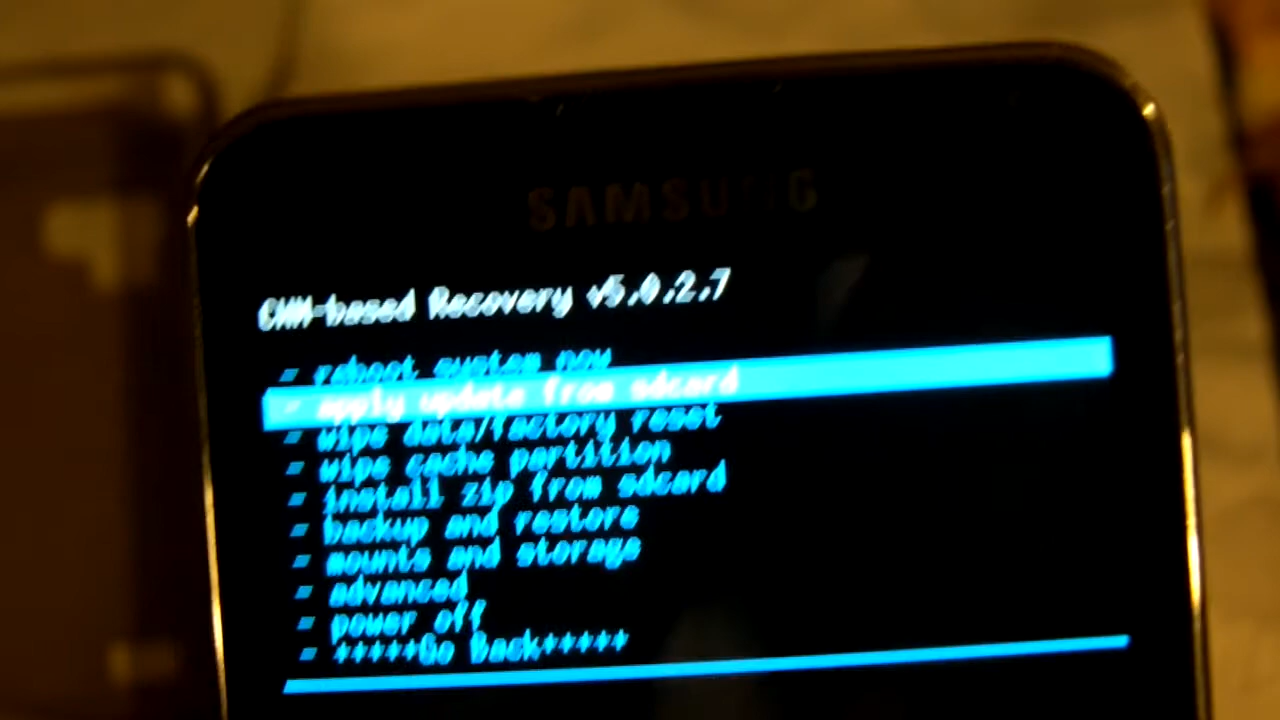 SAMSUNG
CWM-based Recovery v5.0.2.7
- reboot system now
- apply update from sdcard
- wipe data/factory reset
- wipe cache partition
- install zip from sdcard
- backup and restore
- mounts and storage
- advanced
- power off
- +++++Go Back+++++